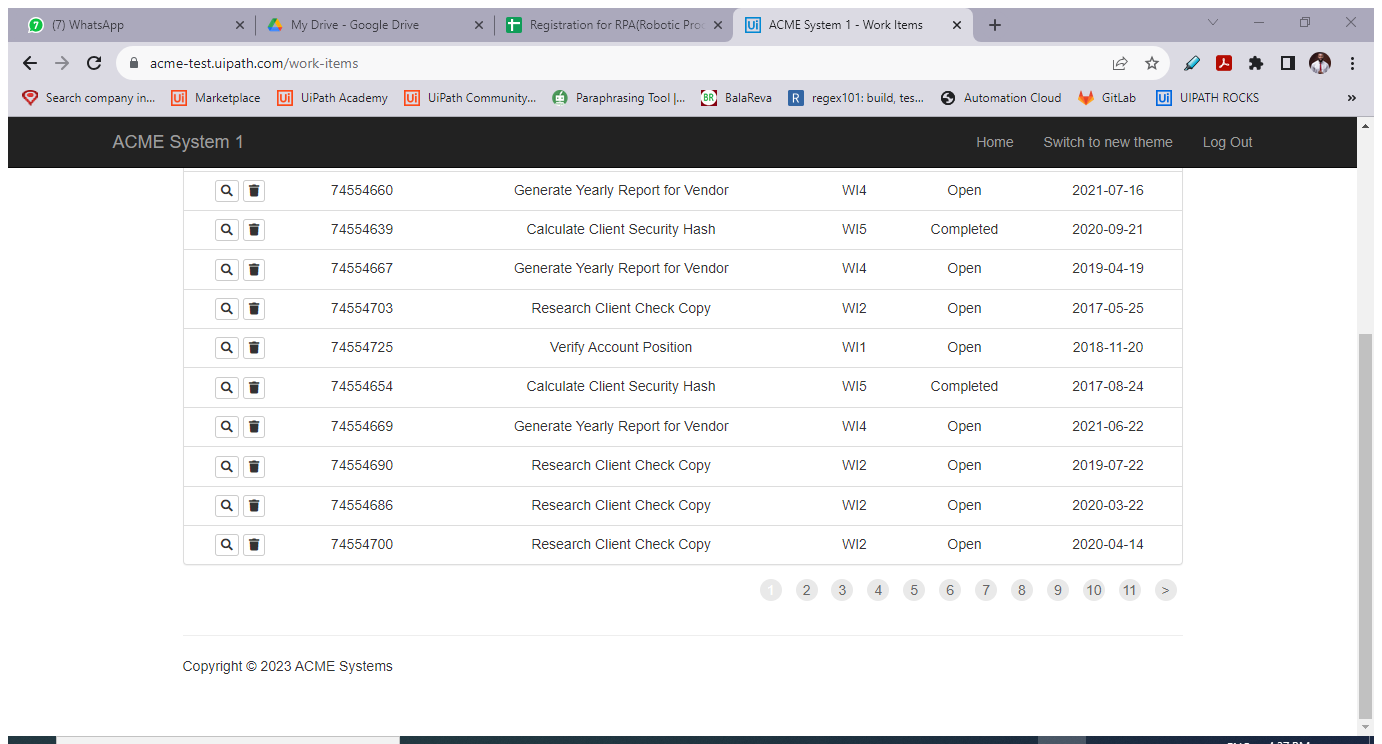 (7) WhatsApp
My Drive - Google Drive
Registration for RPA(Robotic Pro
ACME System 1 - Work Items
acme-test.uipath.com/work-items
Search company in... Marketplace UiPath Academy UiPath Community... Paraphrasing Tool |... BalaReva regex101: build, tes... Automation Cloud GitLab UIPATH ROCKS »
ACME System 1 Home Switch to new theme Log Out
74554660 Generate Yearly Report for Vendor WI4 Open 2021-07-16
74554639 Calculate Client Security Hash WI5 Completed 2020-09-21
74554667 Generate Yearly Report for Vendor WI4 Open 2019-04-19
74554703 Research Client Check Copy WI2 Open 2017-05-25
74554725 Verify Account Position WI1 Open 2018-11-20
74554654 Calculate Client Security Hash WI5 Completed 2017-08-24
74554669 Generate Yearly Report for Vendor WI4 Open 2021-06-22
74554690 Research Client Check Copy WI2 Open 2019-07-22
74554686 Research Client Check Copy WI2 Open 2020-03-22
74554700 Research Client Check Copy WI2 Open 2020-04-14
1 2 3 4 5 6 7 8 9 10 11 >
Copyright © 2023 ACME Systems